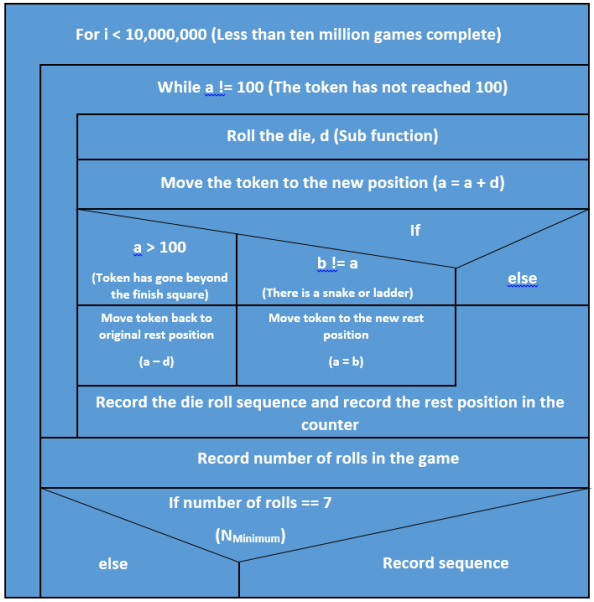 For i < 10,000,000 (Less than ten million games complete)
While a != 100 (The token has not reached 100)
Roll the die, d (Sub function)
Move the token to the new position (a = a + d)
If
a > 100
(Token has gone beyond
the finish square)
b != a
(There is a snake or ladder)
else
Move token back to
original rest position
(a – d)
Move token to the new rest
position
(a = b)
Record the die roll sequence and record the rest position in the
counter
Record number of rolls in the game
If number of rolls == 7
(NMinimum)
else
Record sequence